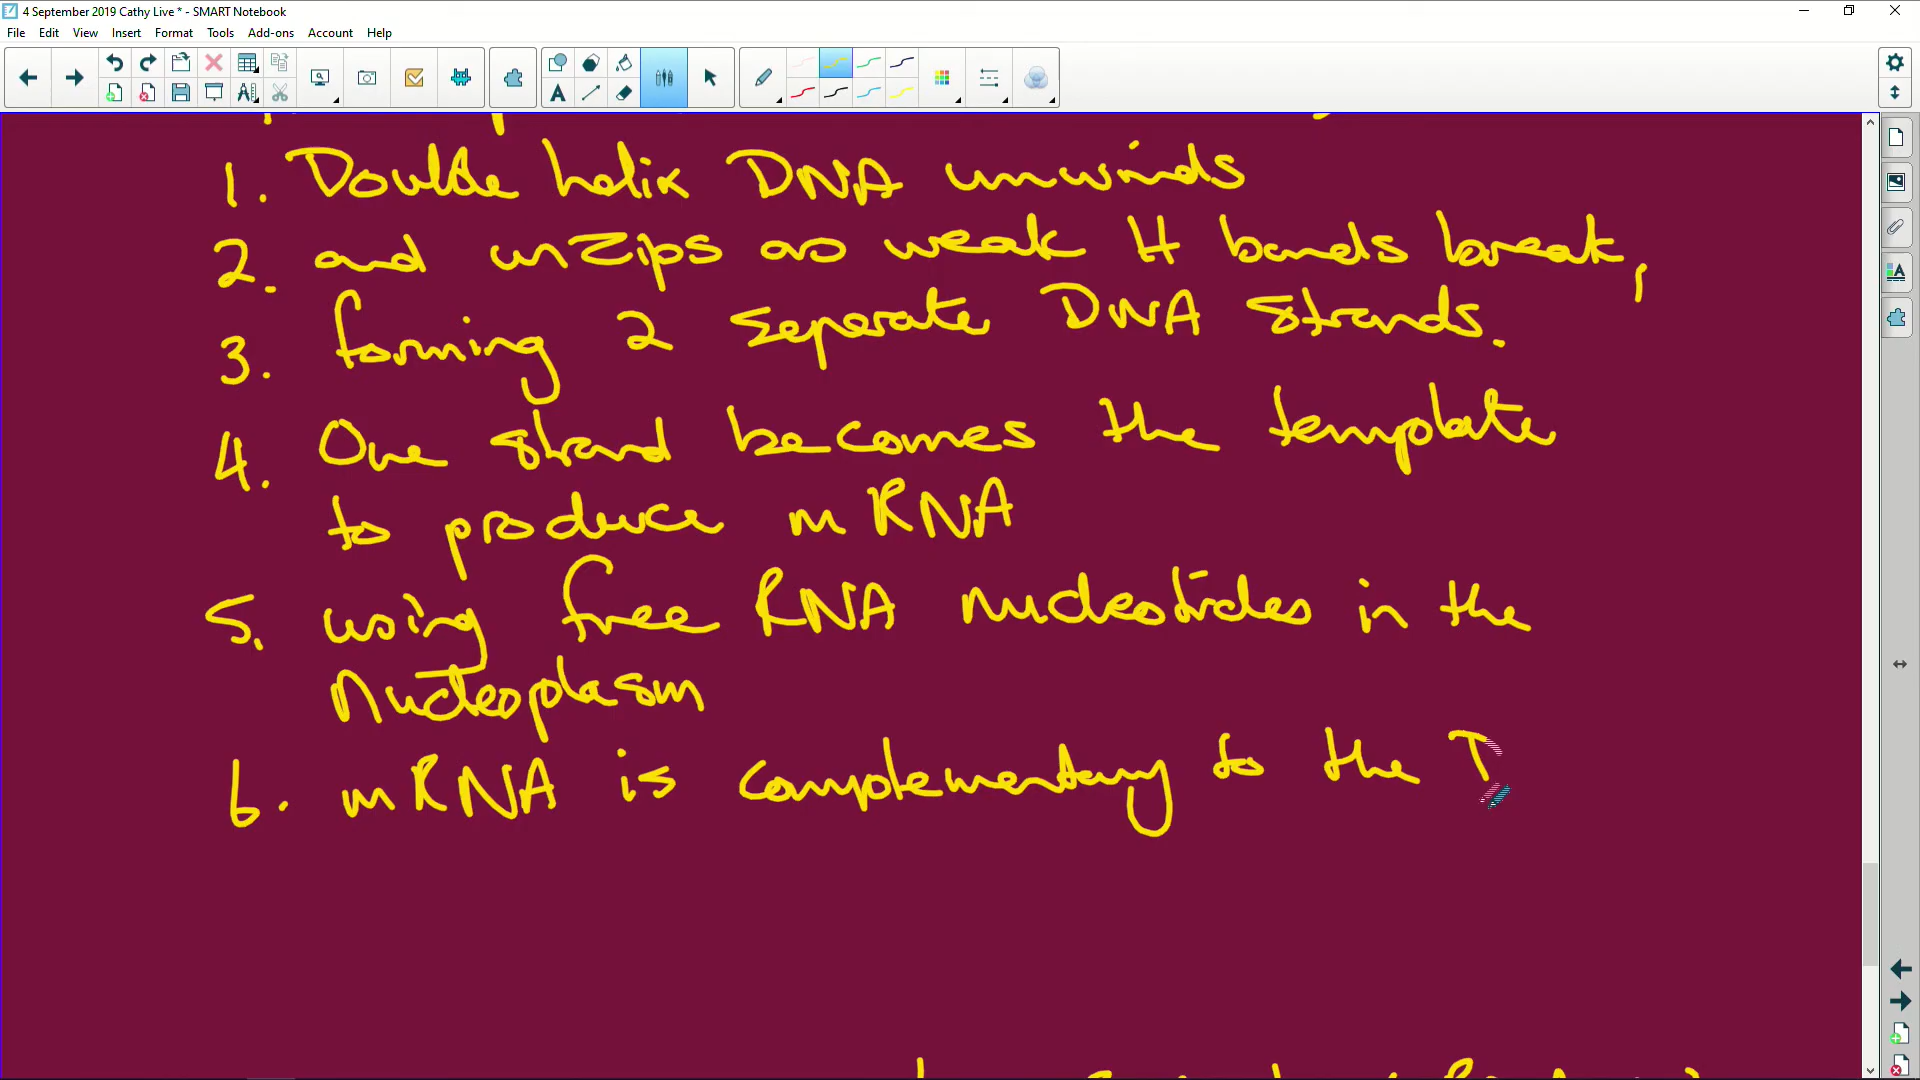 4 September 2019 Cathy Live * - SMART Notebook
File Edit View Insert Format Tools Add-ons Account Help
1. Double helix DNA unwinds
2. and unzips as weak H bonds break,
3. forming 2 seperate DNA strands.
4. One strand becomes the template
to produce mRNA
5. using free RNA nucleotides in the
Nucleoplasm
6. mRNA is complementary to the